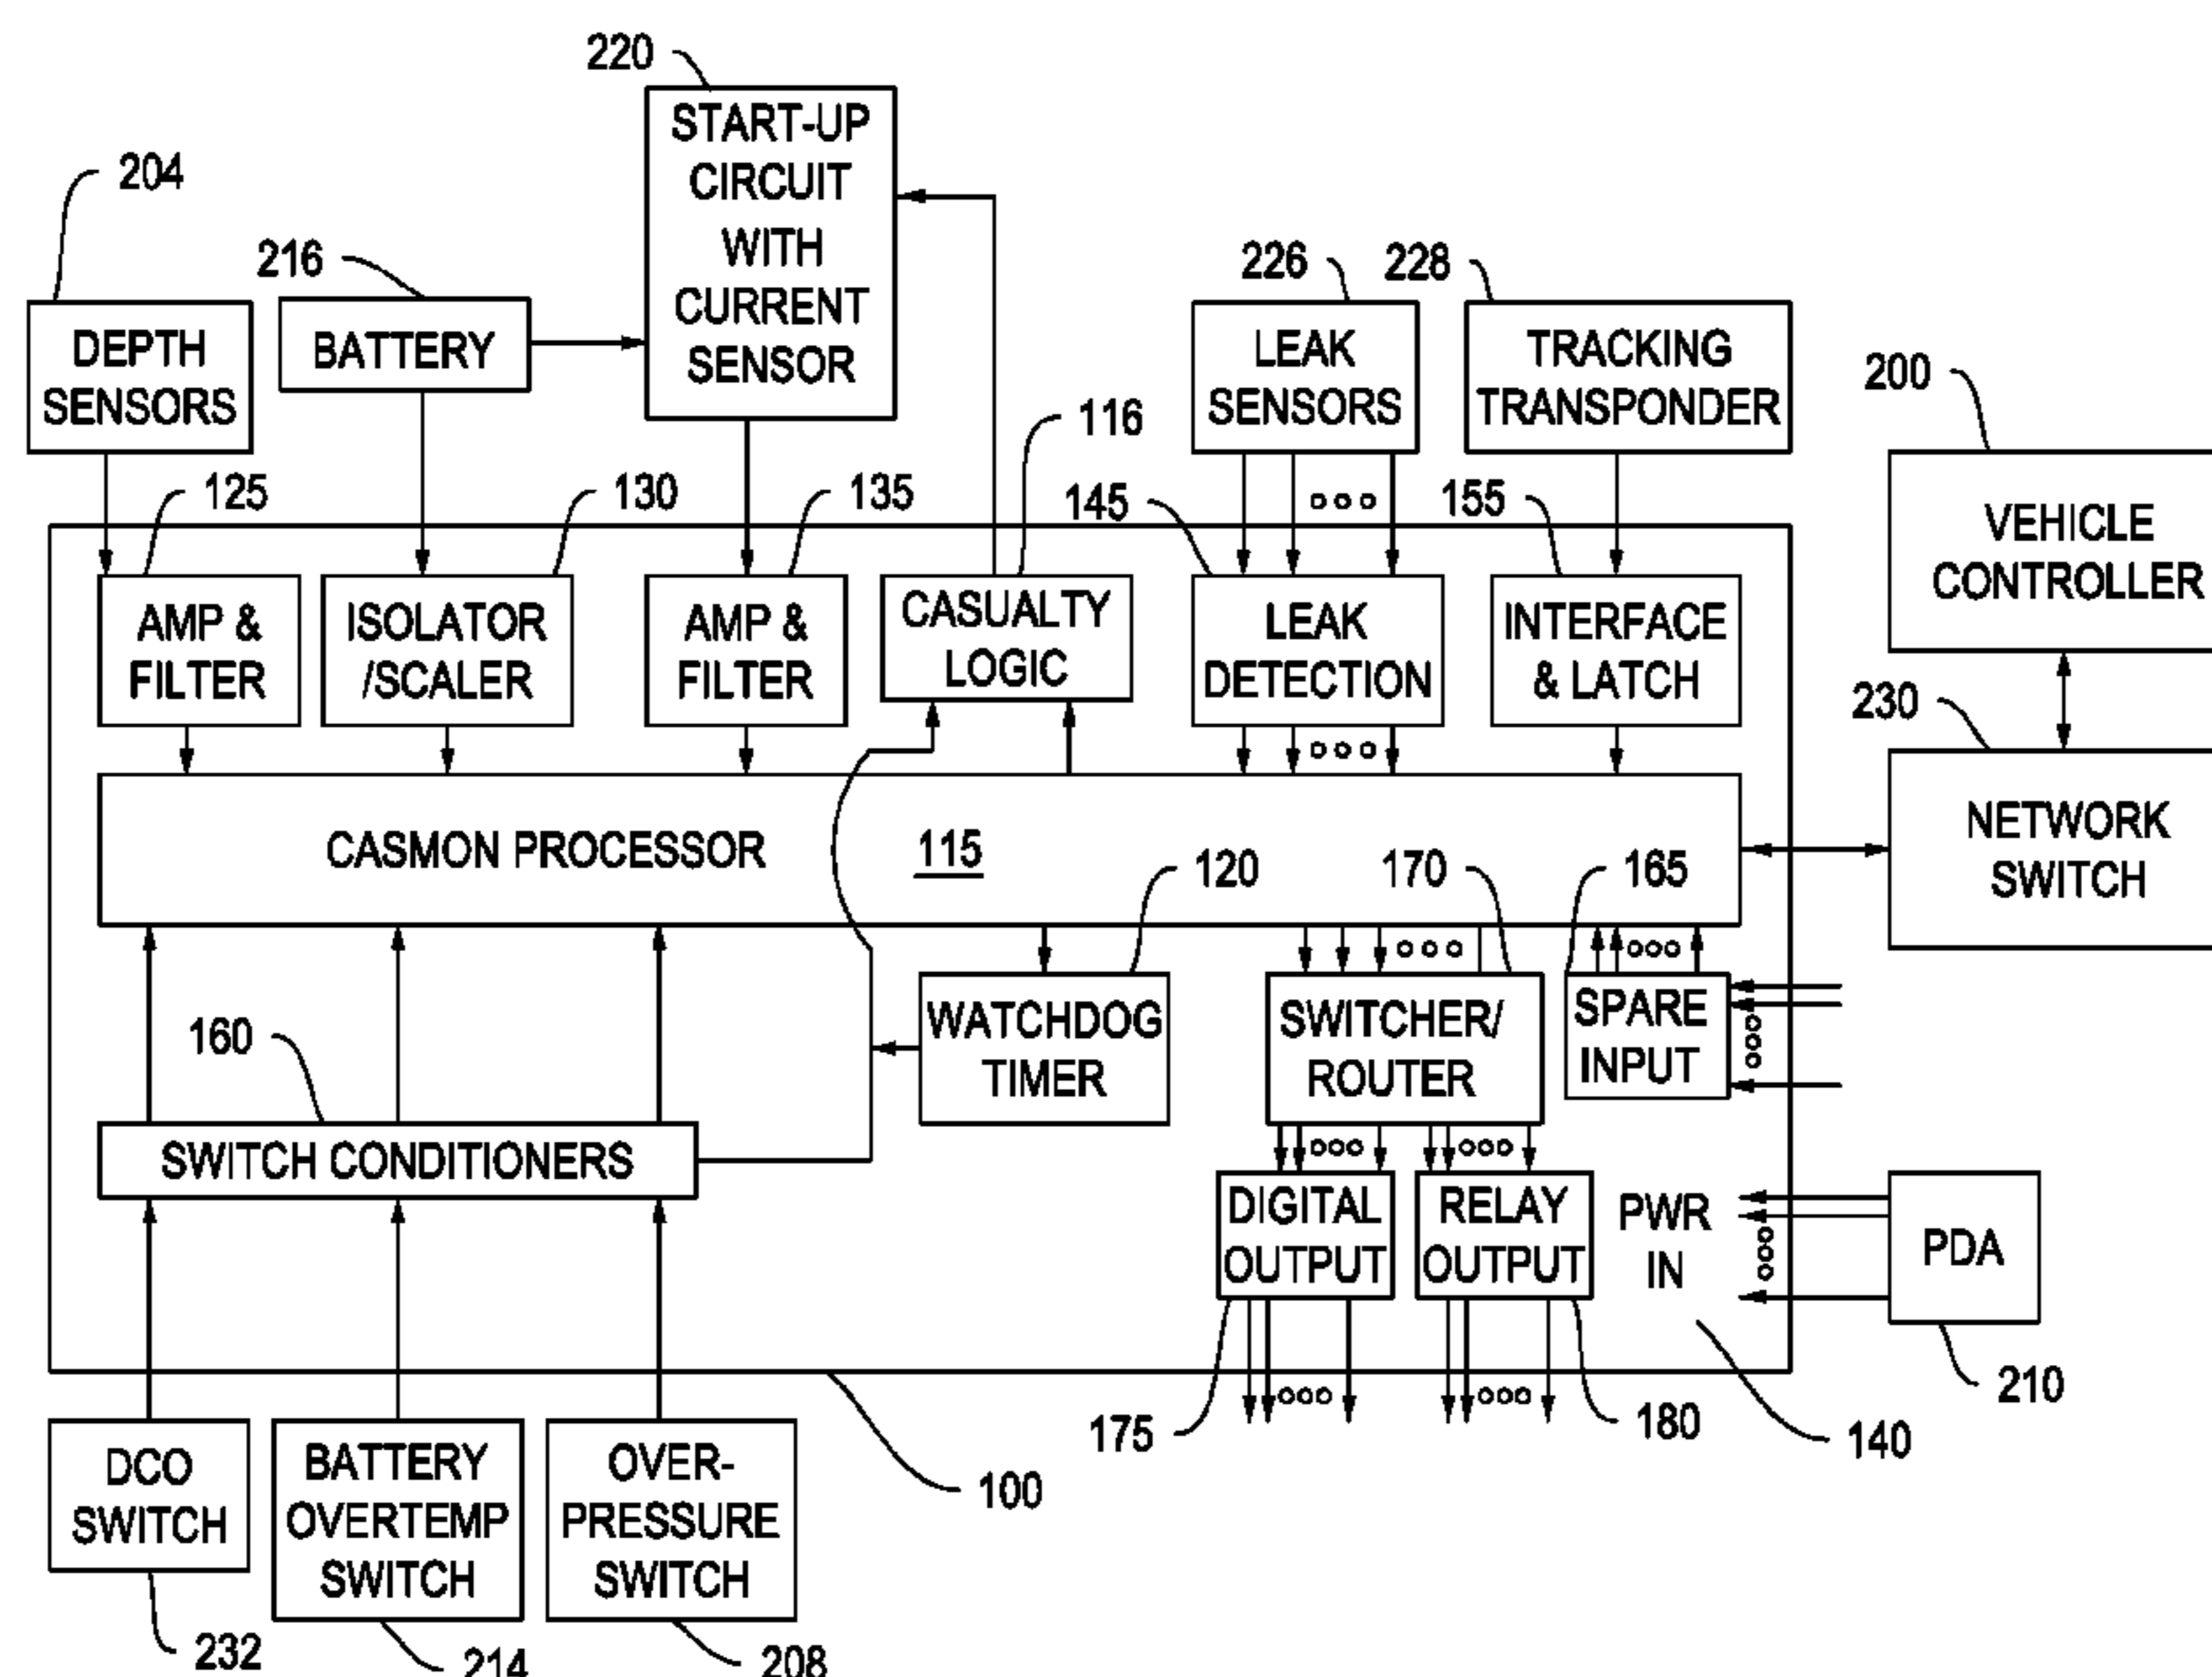 220
START-UP
CIRCUIT
WITH
CURRENT
SENSOR
204
216
226
228
DEPTH
SENSORS
BATTERY
LEAK
SENSORS
TRACKING
TRANSPONDER
200
116
125
130
135
145
155
VEHICLE
CONTROLLER
AMP &
FILTER
ISOLATOR
/SCALER
AMP &
FILTER
CASUALTY
LOGIC
LEAK
DETECTION
INTERFACE
& LATCH
230
CASMON PROCESSOR
115
120
170
165
NETWORK
SWITCH
160
WATCHDOG
TIMER
SWITCHER/
ROUTER
SPARE
INPUT
SWITCH CONDITIONERS
DIGITAL
OUTPUT
RELAY
OUTPUT
PWR
IN
PDA
210
175
180
140
100
DCO
SWITCH
BATTERY
OVERTEMP
SWITCH
OVER-
PRESSURE
SWITCH
232
214
208